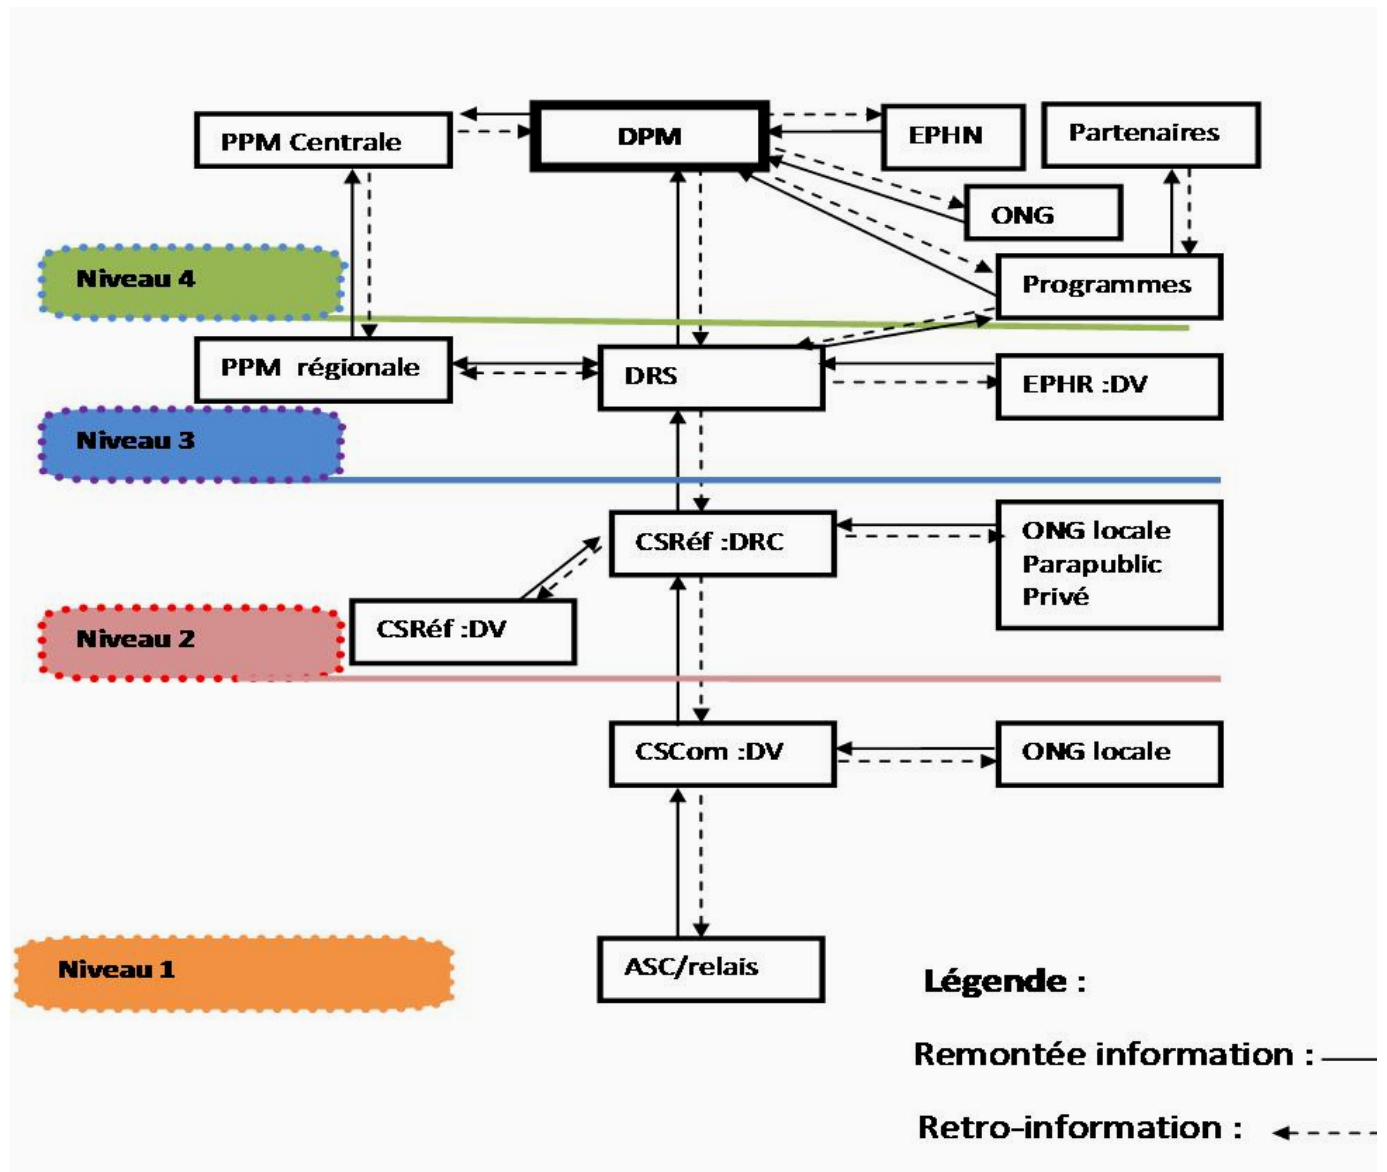 PPM Centrale
DPM
EPHN
Partenaires
ONG
Niveau 4
Programmes
PPM régionale
DRS
EPHR :DV
Niveau 3
CSRéf :DRC
ONG locale
Parapublic
Privé
CSRéf :DV
Niveau 2
CSCom :DV
ONG locale
Niveau 1
ASC/relais
Légende :
Remontée information :
Retro-information :